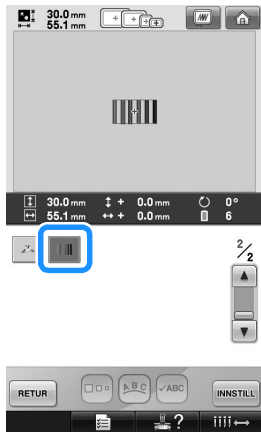 30.0 mm
55.1 mm
30.0 mm + 0.0 mm 0°
55.1 mm + 0.0 mm 6
2/2
RETUR ABC ✓ABC INNSTILL
?